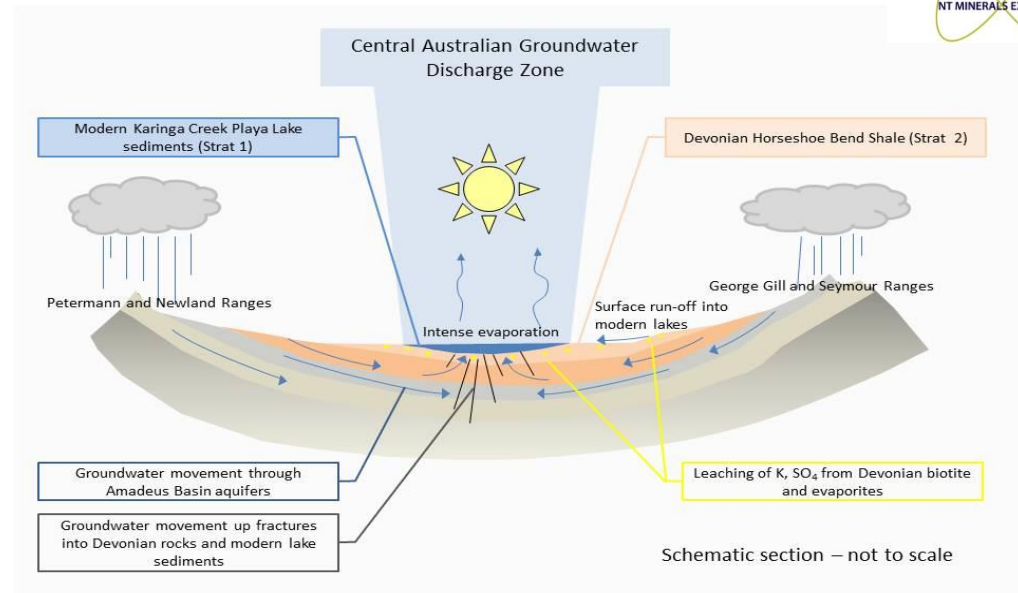 NT MINERALS
Central Australian Groundwater
Discharge Zone
Modern Karinga Creek Playa Lake
sediments (Strat 1)
Devonian Horseshoe Bend Shale (Strat 2)
Petermann and Newland Ranges
George Gill and Seymour Ranges
Surface run-off into
modern lakes
Intense evaporation
Groundwater movement through
Amadeus Basin aquifers
Leaching of K, SO₄ from Devonian biotite
and evaporites
Groundwater movement up fractures
into Devonian rocks and modern lake
sediments
Schematic section – not to scale